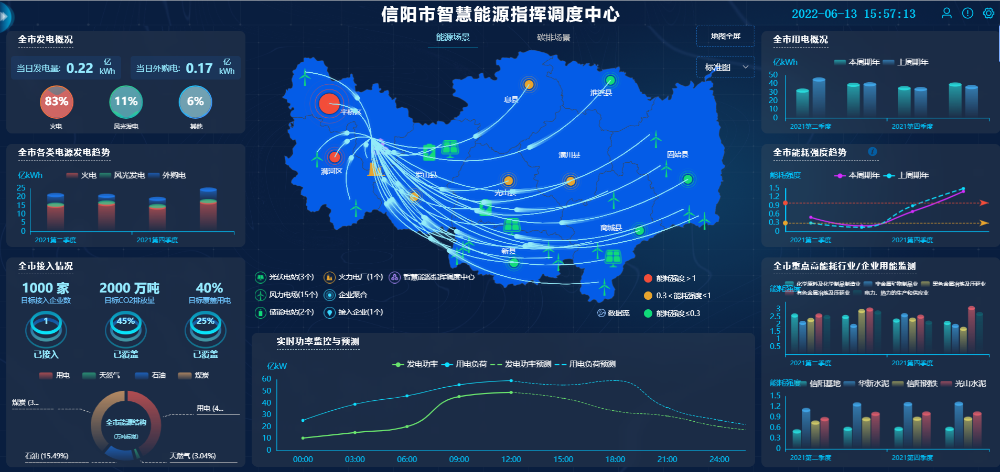 信阳市智慧能源指挥调度中心
2022-06-13 15:57:13
能源场景
碳排场景
地图全屏
标准图
全市发电概况
当日发电量: 0.22 亿kWh
当日外购电: 0.17 亿kWh
83%
11%
6%
火电
风光发电
其他
全市各类电源发电趋势
亿kWh
火电
风光发电
外购电
25
20
15
10
5
0
2021第二季度
2021第四季度
全市接入情况
1000 家
2000 万吨
40%
目标接入企业数
目标CO2排放量
目标覆盖用电
1
45%
25%
已接入
已覆盖
已覆盖
用电
天然气
石油
煤炭
煤炭 (3...
用电 (4...
全市能源结构
(万吨标煤)
石油 (15.49%)
天然气 (3.04%)
息县
淮滨县
平桥区
浉河区
罗山县
潢川县
固始县
光山县
商城县
新县
光伏电站(3个)
火力电厂(1个)
智慧能源指挥调度中心
风力电场(15个)
企业聚合
储能电站(2个)
接入企业(1个)
数据流
能耗强度 > 1
0.3 < 能耗强度≤1
能耗强度≤0.3
实时功率监控与预测
亿kW
发电功率
用电负荷
发电功率预测
用电负荷预测
60
50
40
30
20
10
0
00:00
03:00
06:00
09:00
12:00
15:00
18:00
21:00
24:00
全市用电概况
亿kWh
本周期年
上周期年
50
40
30
20
10
0
2021第二季度
2021第四季度
全市能耗强度趋势
能耗强度
本周期年
上周期年
1.5
1.2
0.9
0.6
0.3
0
2021第二季度
2021第四季度
全市重点高能耗行业/企业用能监测
能耗强度
化学原料及化学制品制造业
非金属矿物制品业
黑色金属冶炼及压延业
有色金属冶炼及压延业
电力、热力的生产和供应业
3
2.5
2
1.5
1
0.5
2021第二季度
2021第四季度
能耗强度
信阳基地
华新水泥
信阳钢铁
光山水泥
1.5
1.2
0.9
0.6
0.3
0
2021第二季度
2021第四季度